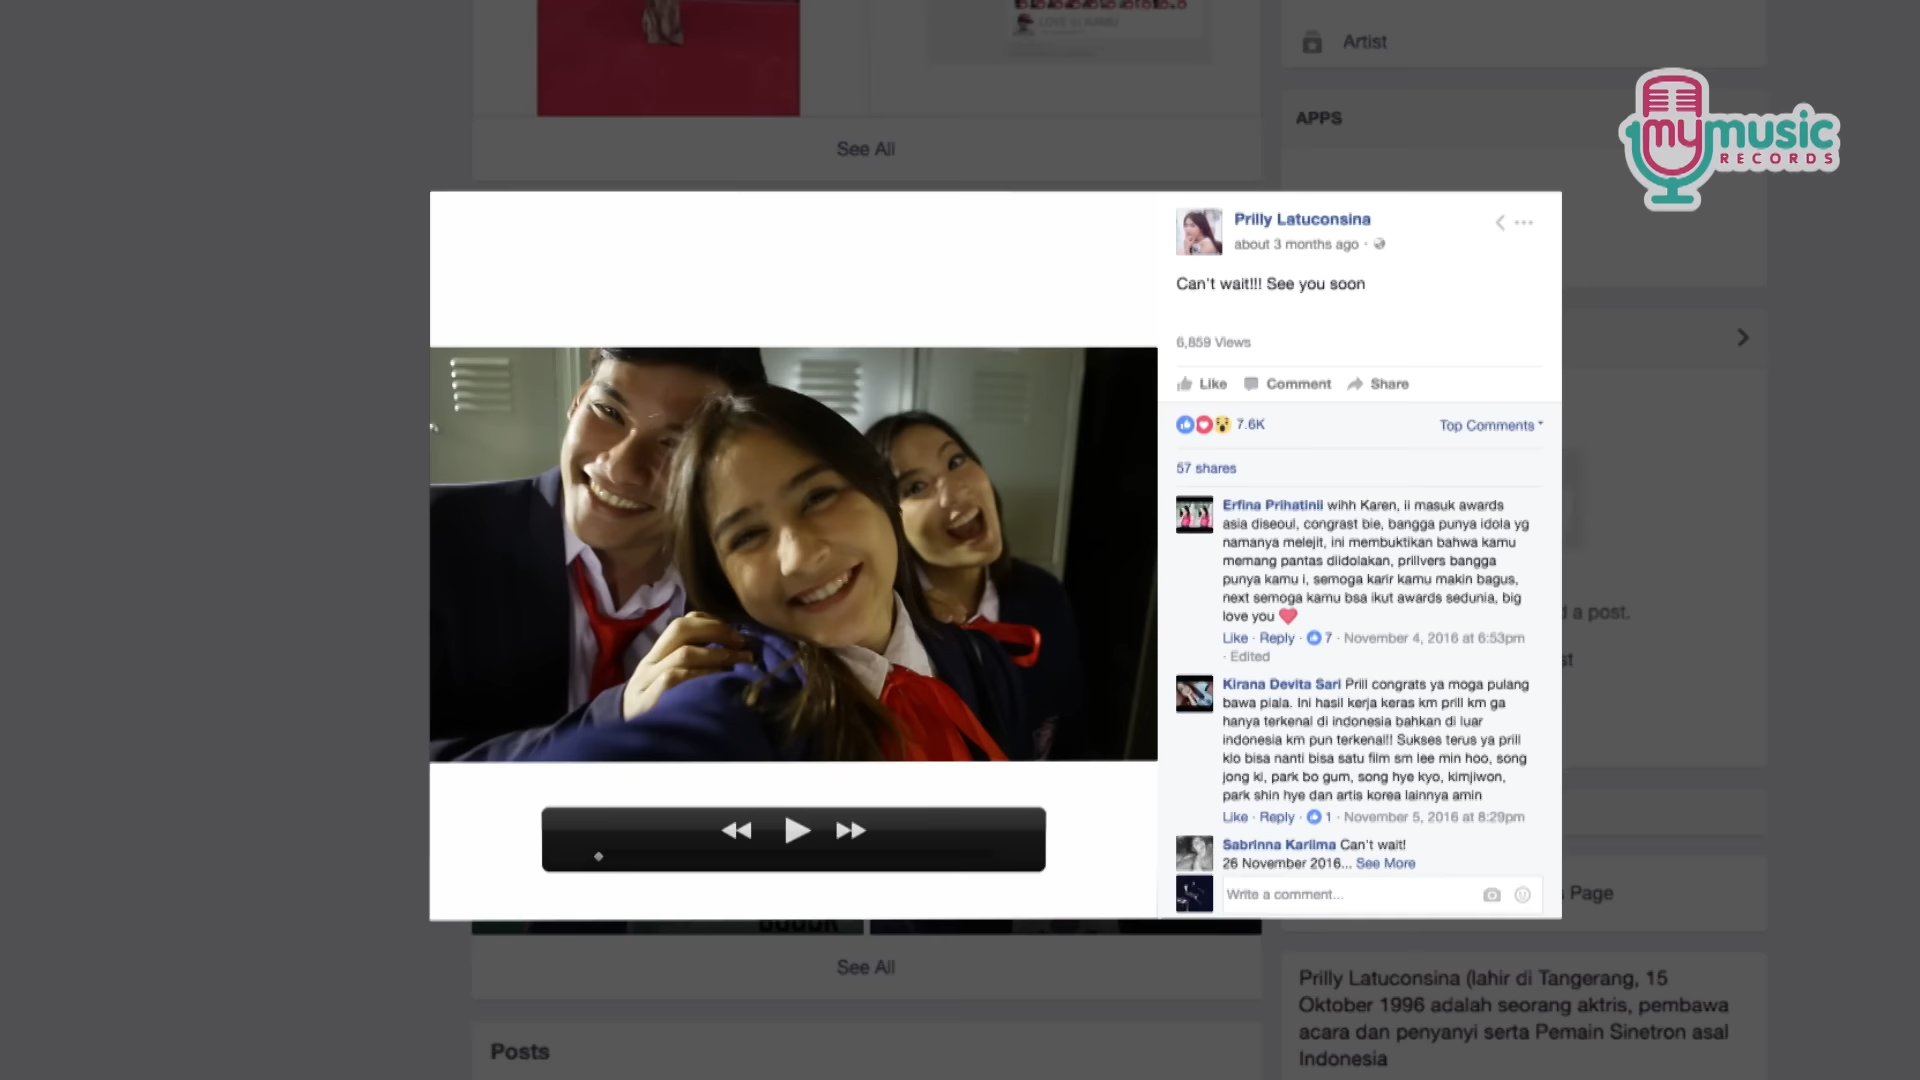 LOVE
Artist
See All
APPS
my music
RECORDS
Prilly Latuconsina
about 3 months ago ·
Can't wait!!! See you soon
6,859 Views
Like Comment Share
7.6K Top Comments
57 shares
Erfina Prihatinii wihh Karen, ii masuk awards
asia diseoul, congrast bie, bangga punya idola yg
namanya melejit, ini membuktikan bahwa kamu
memang pantas diidolakan, prillvers bangga
punya kamu i, semoga karir kamu makin bagus,
next semoga kamu bsa ikut awards sedunia, big
love you ❤
Like · Reply · 7 · November 4, 2016 at 6:53pm
· Edited
Kirana Devita Sari Prill congrats ya moga pulang
bawa piala. Ini hasil kerja keras km prill km ga
hanya terkenal di indonesia bahkan di luar
indonesia km pun terkenal!! Sukses terus ya prill
klo bisa nanti bisa satu film sm lee min hoo, song
jong ki, park bo gum, song hye kyo, kimjiwon,
park shin hye dan artis korea lainnya amin
Like · Reply · 1 · November 5, 2016 at 8:29pm
Sabrinna Kariima Can't wait!
26 November 2016... See More
Write a comment...
a post.
Page
See All
Posts
Prilly Latuconsina (lahir di Tangerang, 15
Oktober 1996 adalah seorang aktris, pembawa
acara dan penyanyi serta Pemain Sinetron asal
Indonesia